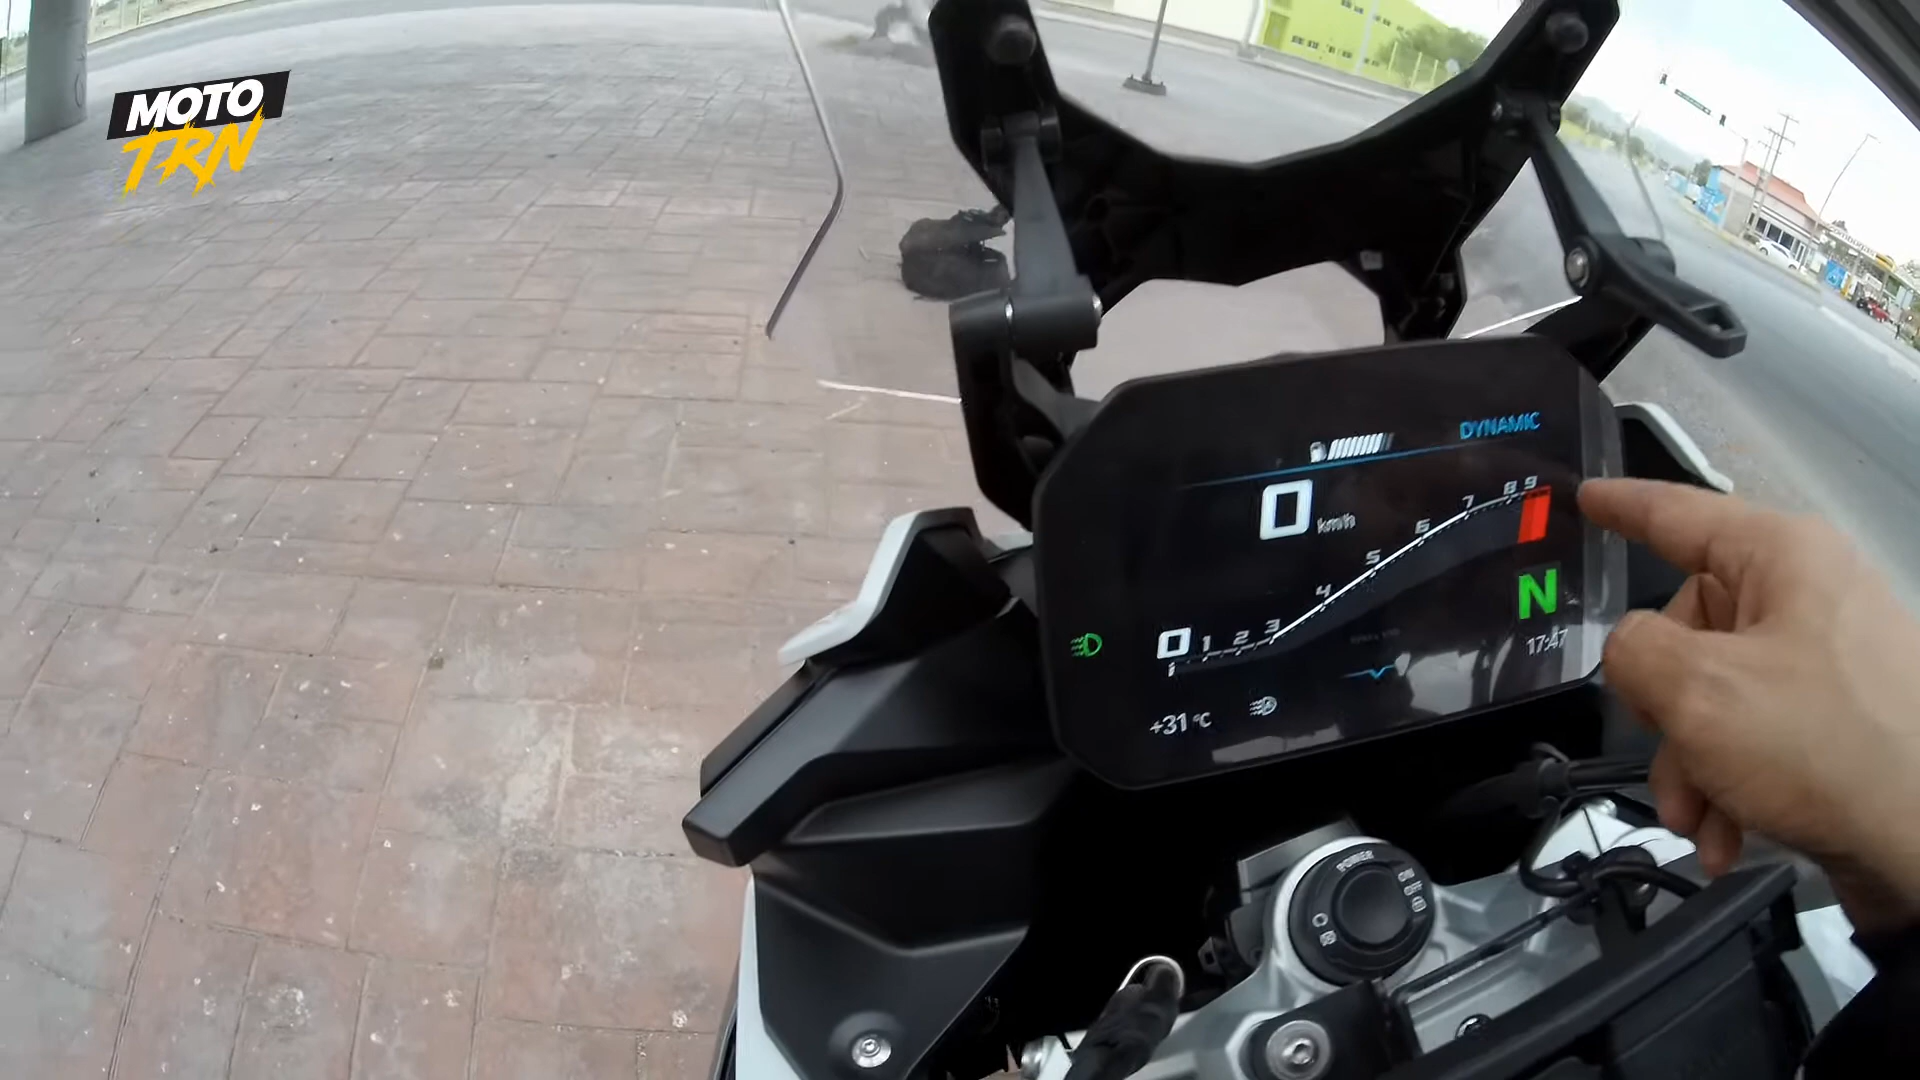 MOTO
TRN
DYNAMIC
0 km/h
0 1 2 3 4 5 6 7 8 9
N
17:47
+31 °C
POWER